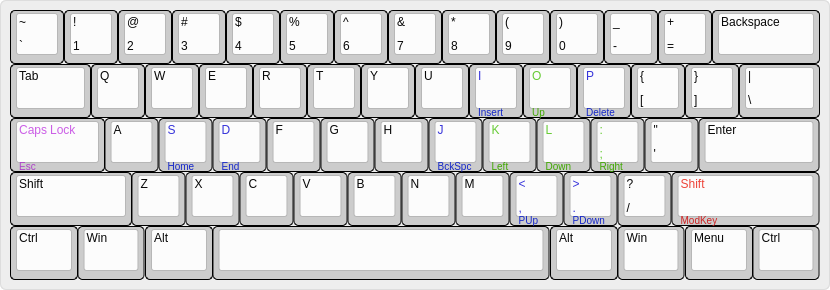 ~ ! @ # $ % ^ & * ( ) _ + Backspace
` 1 2 3 4 5 6 7 8 9 0 - =
Tab Q W E R T Y U I O P { } |
[ ] \
Insert Up Delete
Caps Lock A S D F G H J K L : " Enter
; '
Esc Home End BckSpc Left Down Right
Shift Z X C V B N M < > ? Shift
, . /
PUp PDown ModKey
Ctrl Win Alt Alt Win Menu Ctrl